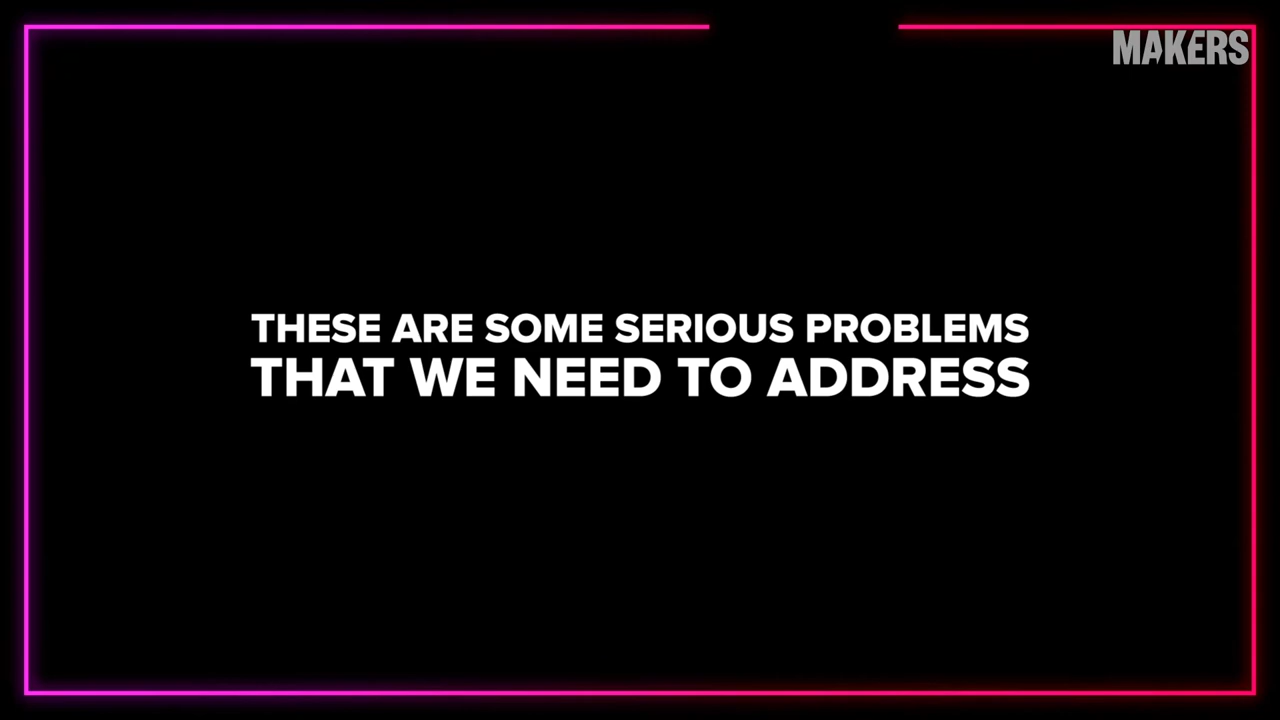 MAKERS
THESE ARE SOME SERIOUS PROBLEMS
THAT WE NEED TO ADDRESS